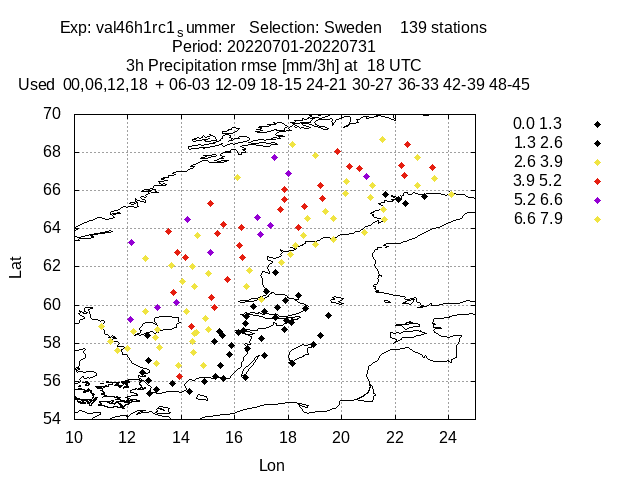 Exp: val46h1rc1summer Selection: Sweden 139 stations
Period: 20220701-20220731
3h Precipitation rmse [mm/3h] at 18 UTC
Used 00,06,12,18 + 06-03 12-09 18-15 24-21 30-27 36-33 42-39 48-45
70
68
66
64
62
60
58
56
54
Lat
10 12 14 16 18 20 22 24
Lon
0.0 1.3
1.3 2.6
2.6 3.9
3.9 5.2
5.2 6.6
6.6 7.9